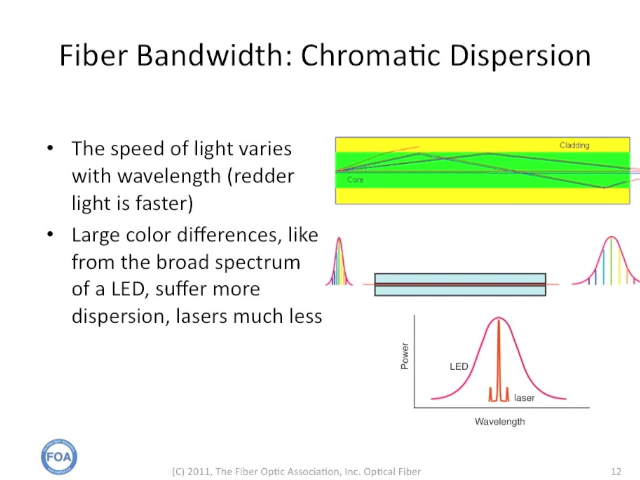 Fiber Bandwidth: Chromatic Dispersion
• The speed of light varies
with wavelength (redder
light is faster)
• Large color differences, like
from the broad spectrum
of a LED, suffer more
dispersion, lasers much less
Cladding
Core
Power
LED
laser
Wavelength
FOA
(C) 2011, The Fiber Optic Association, Inc. Optical Fiber
12